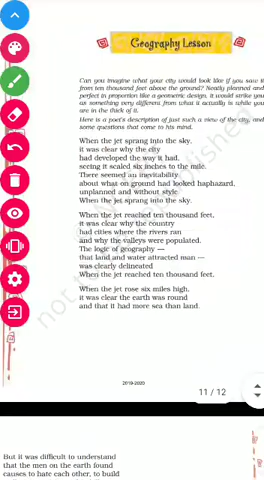 Geography Lesson
Can you imagine what your city would look like if you saw it
from ten thousand feet above the ground? Neatly planned and
perfect in proportion like a geometric design, it would strike you
as something very different from what it actually is while you
are in the thick of it.
Here is a poet's description of just such a view of the city, and
some questions that come to his mind.
When the jet sprang into the sky,
it was clear why the city
had developed the way it had,
seeing it scaled six inches to the mile.
There seemed an inevitability
about what on ground had looked haphazard,
unplanned and without style
When the jet sprang into the sky.
When the jet reached ten thousand feet,
it was clear why the country
had cities where the rivers ran
and why the valleys were populated.
The logic of geography —
that land and water attracted man —
was clearly delineated
When the jet reached ten thousand feet.
When the jet rose six miles high,
it was clear the earth was round
and that it had more sea than land.
2019-2020
11 / 12
But it was difficult to understand
that the men on the earth found
causes to hate each other, to build